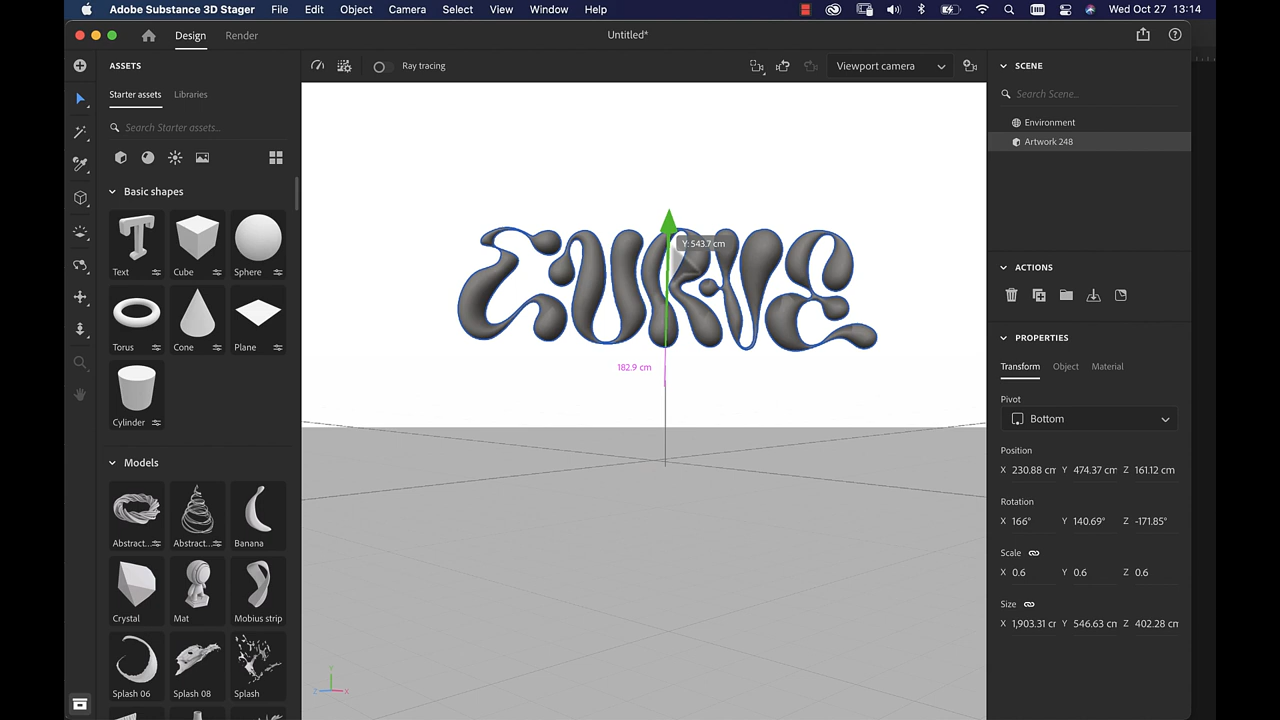 Adobe Substance 3D Stager File Edit Object Camera Select View Window Help Wed Oct 27 13:14
Design Render Untitled*
ASSETS
Starter assets Libraries
Search Starter assets...
Basic shapes
Text Cube Sphere
Torus Cone Plane
Cylinder
Models
Abstract... Abstract... Banana
Crystal Mat Mobius strip
Splash 06 Splash 08 Splash
Ray tracing Viewport camera
CURVE
Y: 543.7 cm
182.9 cm
Y
Z X
SCENE
Search Scene...
Environment
Artwork 248
ACTIONS
PROPERTIES
Transform Object Material
Pivot
Bottom
Position
X 230.88 cm Y 474.37 cm Z 161.12 cm
Rotation
X 166° Y 140.69° Z -171.85°
Scale
X 0.6 Y 0.6 Z 0.6
Size
X 1,903.31 cr Y 546.63 cm Z 402.28 cm